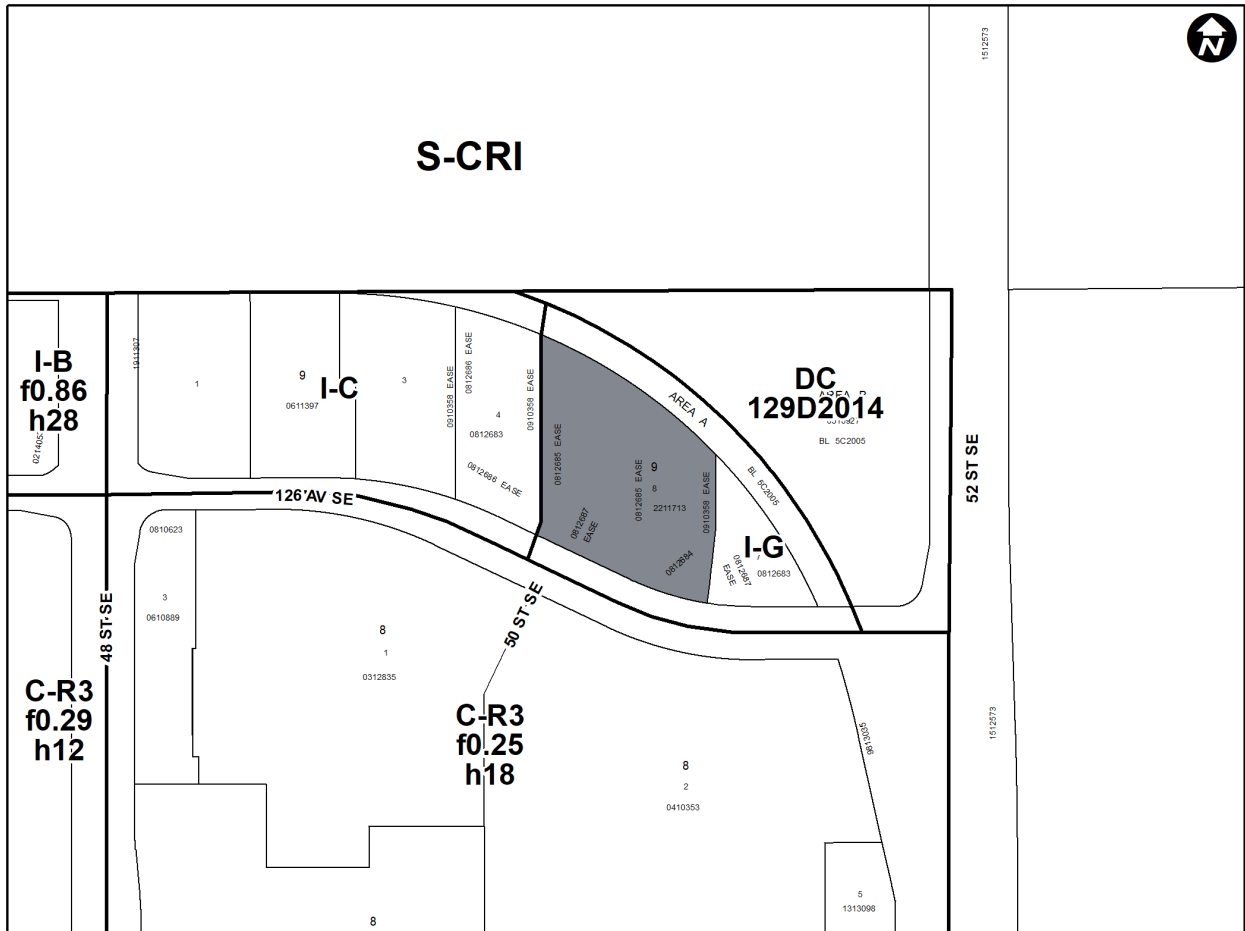 N
1512573
S-CRI
I-B
f0.86
h28
1911397
1
9
0611397
I-C
3
0910358 EASE
0812686 EASE
4
0812683
0812686 EASE
0910358 EASE
0812685 EASE
0812687
EASE
0812685 EASE
9
8
2211713
0910358 EASE
0812684
AREA A
BL 5C2005
DC
129D2014
BL 5C2005
I-G
0812687
EASE
0812683
52 ST SE
126 AV SE
0810623
3
0610889
48 ST SE
50 ST SE
8
1
0312835
C-R3
f0.29
h12
C-R3
f0.25
h18
8
2
0410353
9813035
1512573
5
1313098
8